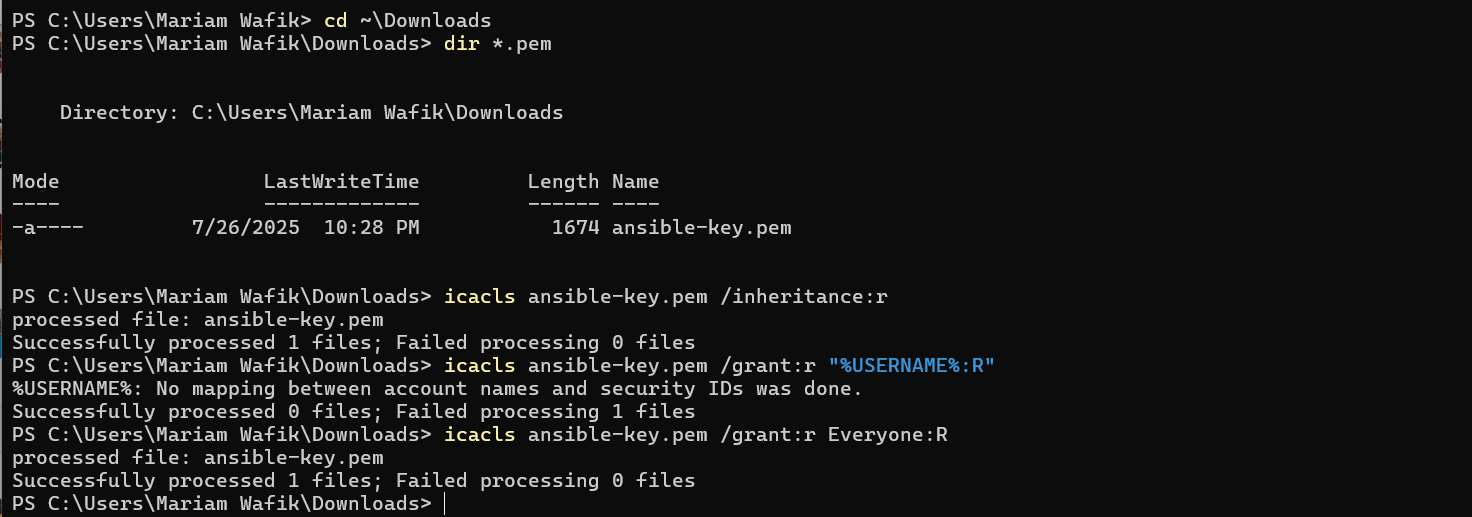 PS C:\Users\Mariam Wafik> cd ~\Downloads
PS C:\Users\Mariam Wafik\Downloads> dir *.pem
    Directory: C:\Users\Mariam Wafik\Downloads
Mode                 LastWriteTime         Length Name
----                 -------------         ------ ----
-a----         7/26/2025  10:28 PM           1674 ansible-key.pem
PS C:\Users\Mariam Wafik\Downloads> icacls ansible-key.pem /inheritance:r
processed file: ansible-key.pem
Successfully processed 1 files; Failed processing 0 files
PS C:\Users\Mariam Wafik\Downloads> icacls ansible-key.pem /grant:r "%USERNAME%:R"
%USERNAME%: No mapping between account names and security IDs was done.
Successfully processed 0 files; Failed processing 1 files
PS C:\Users\Mariam Wafik\Downloads> icacls ansible-key.pem /grant:r Everyone:R
processed file: ansible-key.pem
Successfully processed 1 files; Failed processing 0 files
PS C:\Users\Mariam Wafik\Downloads>